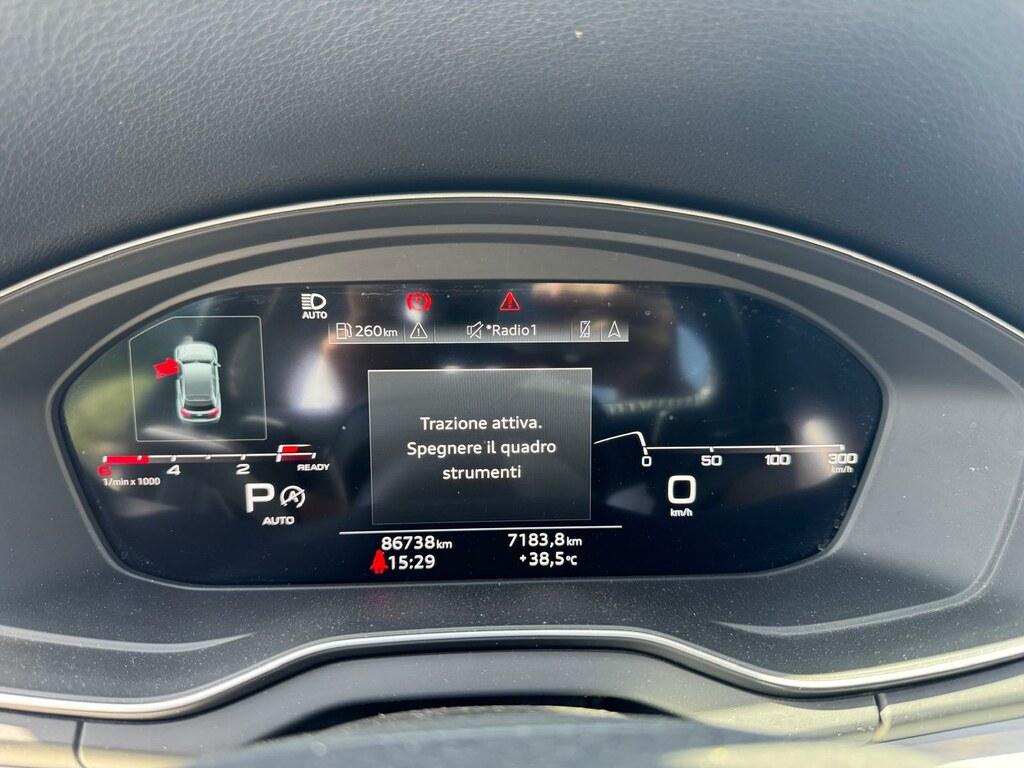 AUTO
260km
*Radio1
Trazione attiva.
Spegnere il quadro
strumenti
6 4 2 READY
1/min x 1000
0 50 100 300
km/h
P
AUTO
0
km/h
86738km 7183,8km
15:29 +38,5°C